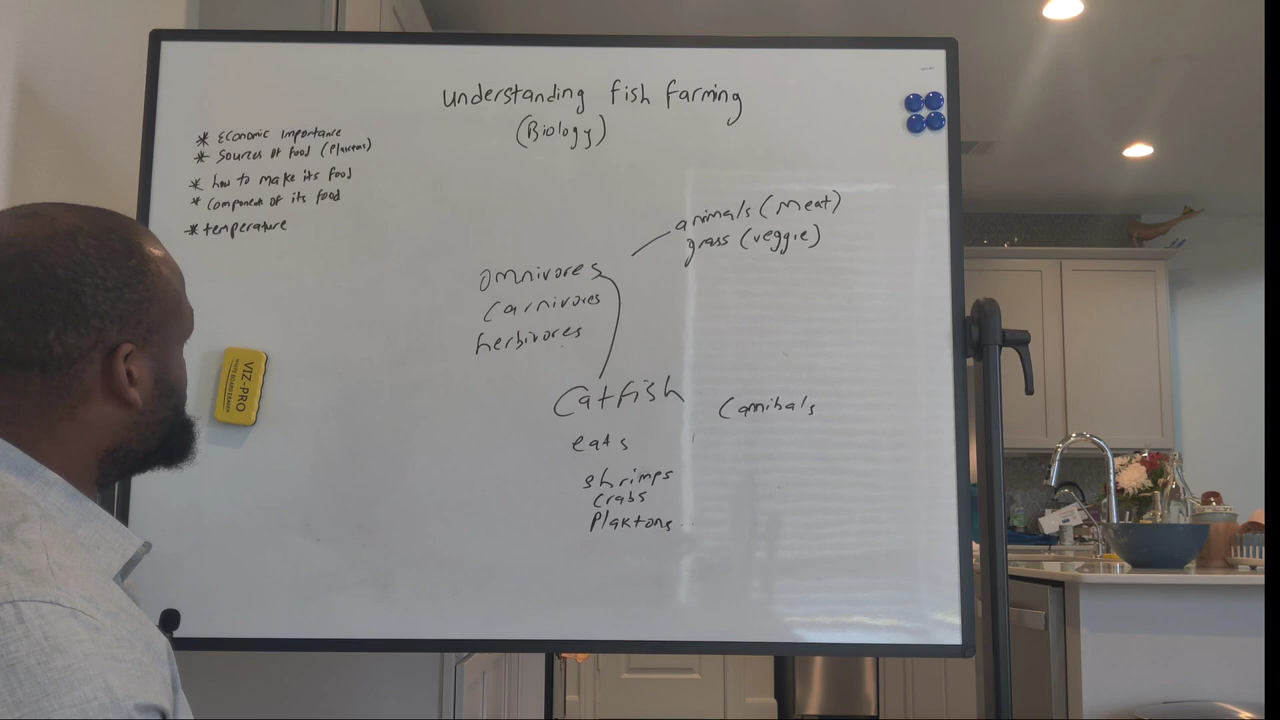 Understanding fish farming
(Biology)
* Economic Importance
* Sources of food (Planktons)
* how to make its food
* Component of its food
* temperature
animals (Meat)
grass (veggie)
omnivores
Carnivores
herbivores
Catfish
Cannibals
eats
shrimps
crabs
Planktons
VIZ-PRO